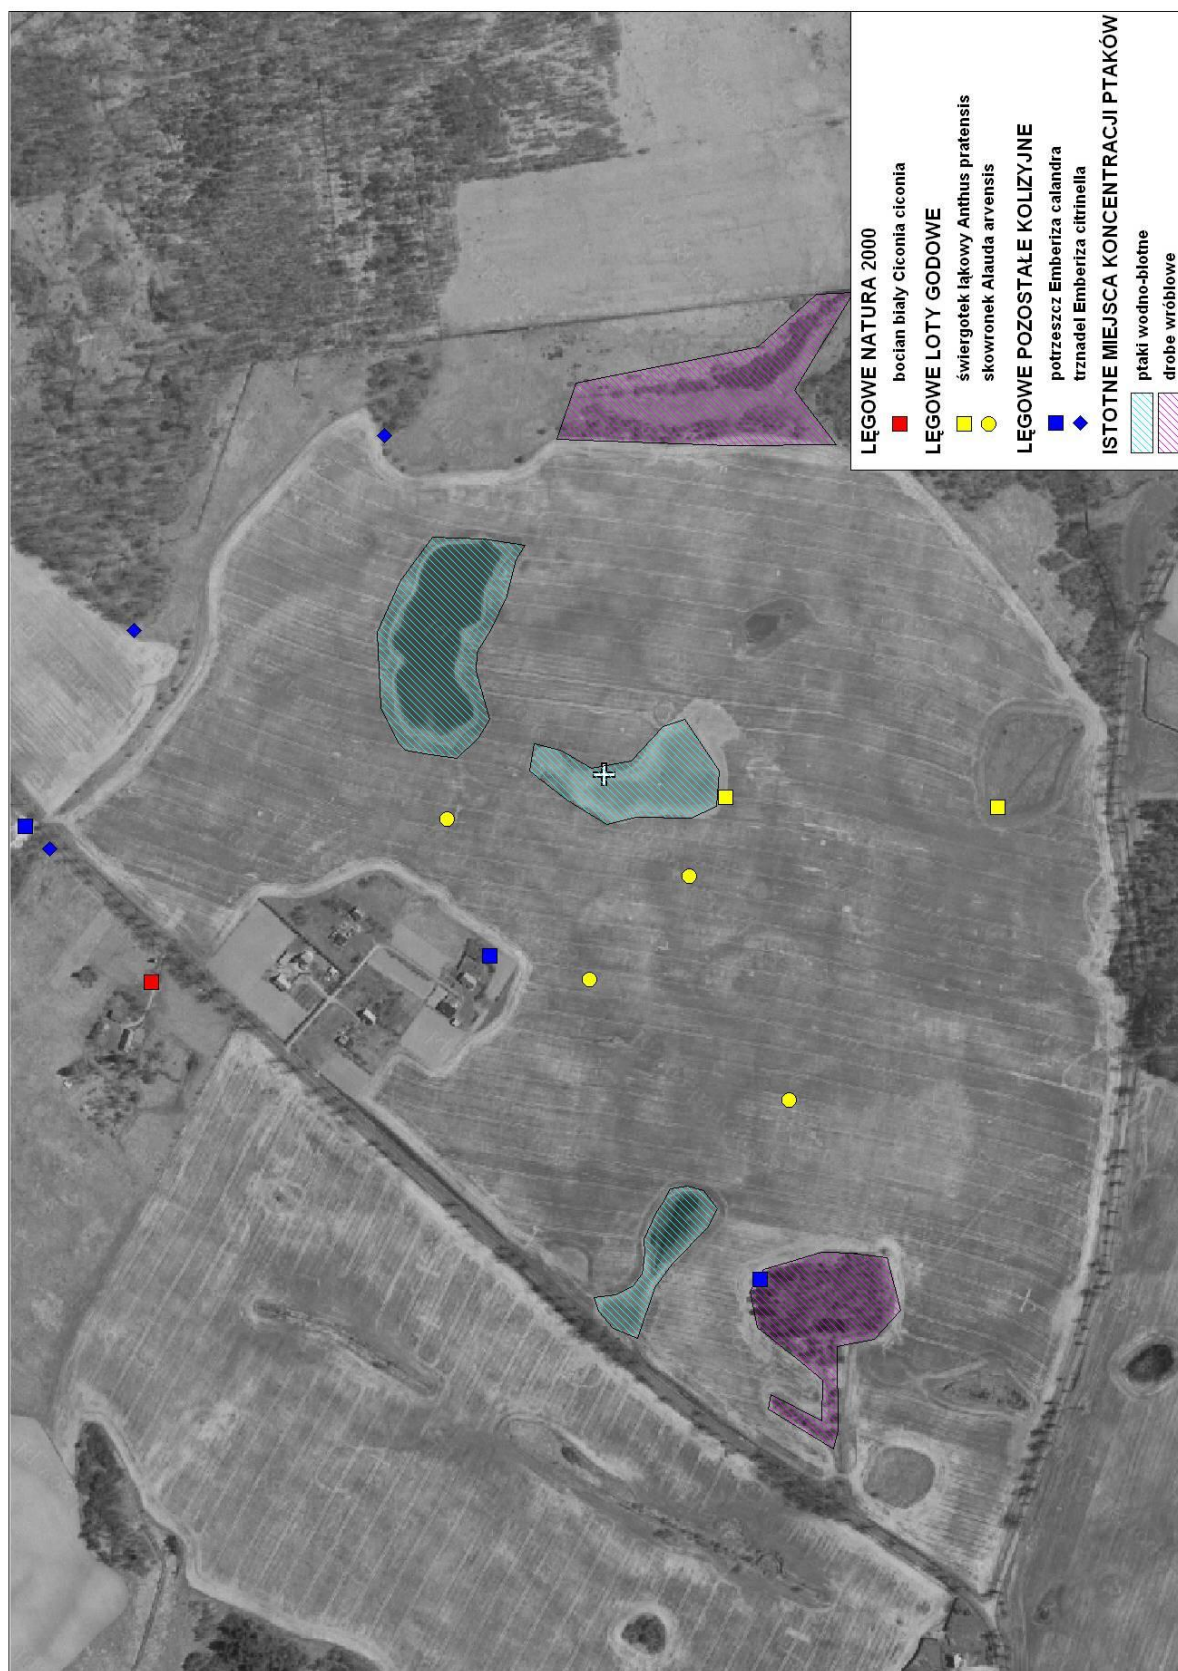 LĘGOWE NATURA 2000
bocian biały Ciconia ciconia
LĘGOWE LOTY GODOWE
świergotek łąkowy Anthus pratensis
skowronek Alauda arvensis
LĘGOWE POZOSTAŁE KOLIZYJNE
potrzeszcz Emberiza calandra
trznadel Emberiza citrinella
ISTOTNE MIEJSCA KONCENTRACJI PTAKÓW
ptaki wodno-błotne
drobe wróblowe